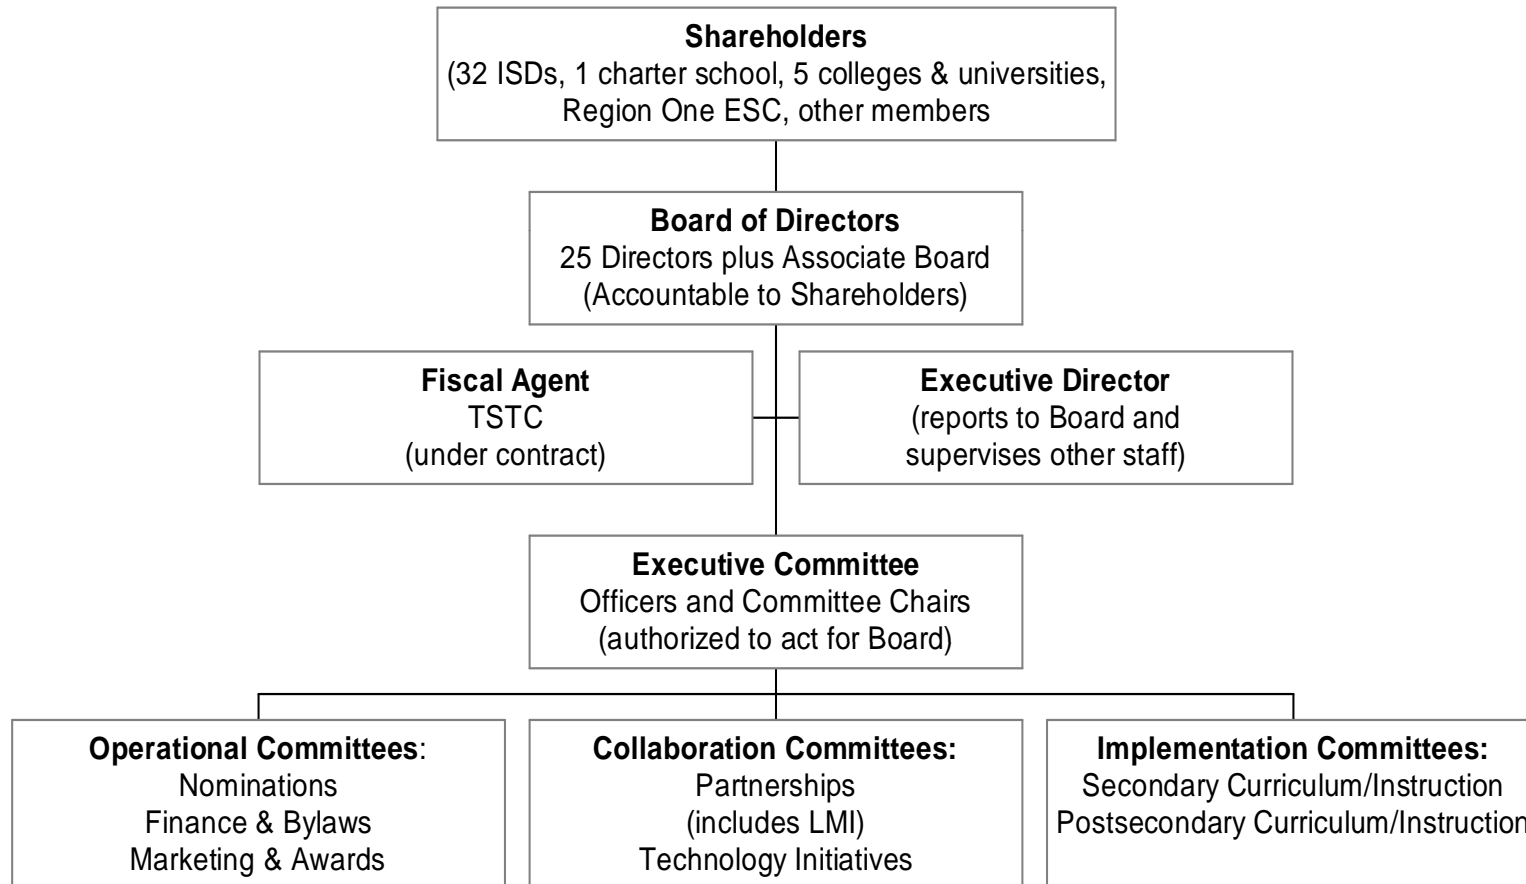 Shareholders
(32 ISDs, 1 charter school, 5 colleges & universities,
Region One ESC, other members
Board of Directors
25 Directors plus Associate Board
(Accountable to Shareholders)
Fiscal Agent
TSTC
(under contract)
Executive Director
(reports to Board and
supervises other staff)
Executive Committee
Officers and Committee Chairs
(authorized to act for Board)
Operational Committees:
Nominations
Finance & Bylaws
Marketing & Awards
Collaboration Committees:
Partnerships
(includes LMI)
Technology Initiatives
Implementation Committees:
Secondary Curriculum/Instruction
Postsecondary Curriculum/Instruction